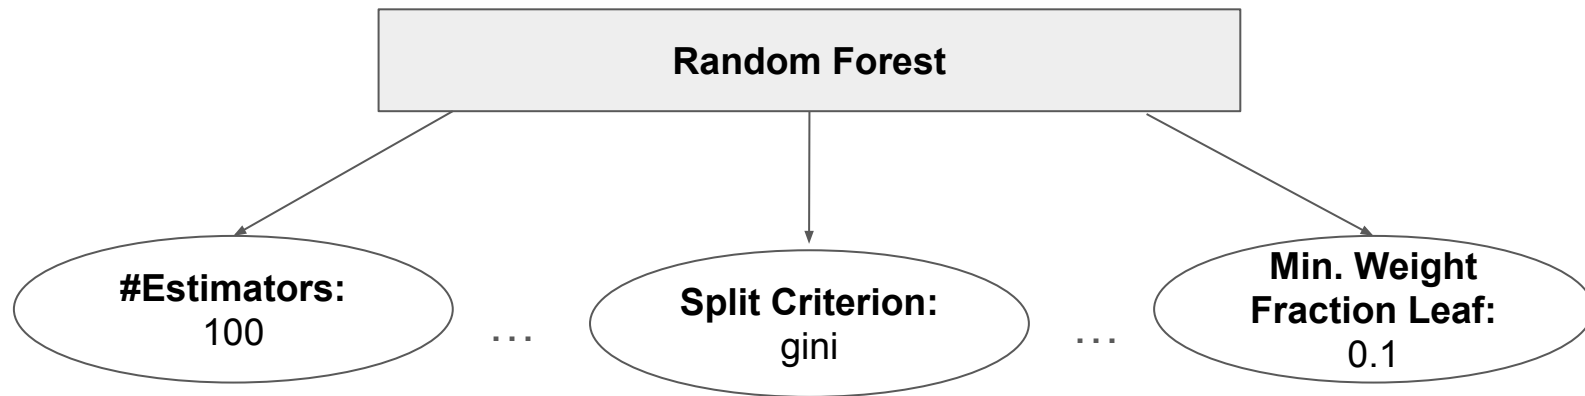 Random Forest
#Estimators:
100
...
Split Criterion:
gini
...
Min. Weight
Fraction Leaf:
0.1